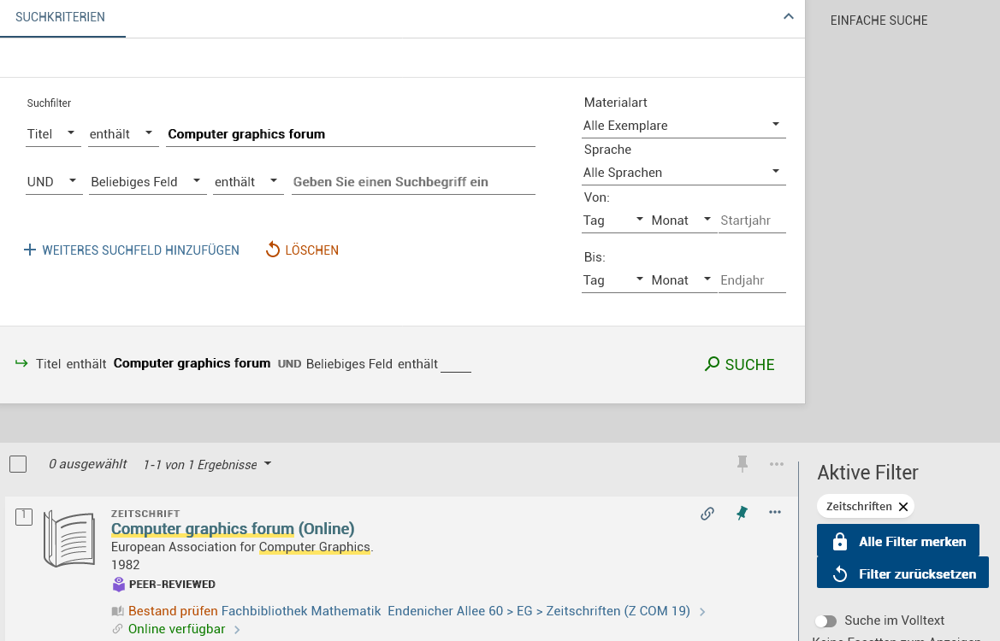 SUCHKRITERIEN
EINFACHE SUCHE
Suchfilter
Titel enthält Computer graphics forum
UND Beliebiges Feld enthält Geben Sie einen Suchbegriff ein
WEITERES SUCHFELD HINZUFÜGEN LÖSCHEN
Materialart
Alle Exemplare
Sprache
Alle Sprachen
Von:
Tag Monat Startjahr
Bis:
Tag Monat Endjahr
Titel enthält Computer graphics forum UND Beliebiges Feld enthält
SUCHE
0 ausgewählt 1-1 von 1 Ergebnisse
1
ZEITSCHRIFT
Computer graphics forum (Online)
European Association for Computer Graphics.
1982
PEER-REVIEWED
Bestand prüfen Fachbibliothek Mathematik Endenicher Allee 60 > EG > Zeitschriften (Z COM 19)
Online verfügbar
Aktive Filter
Zeitschriften
Alle Filter merken
Filter zurücksetzen
Suche im Volltext
Keine Facetten zum Anzeigen